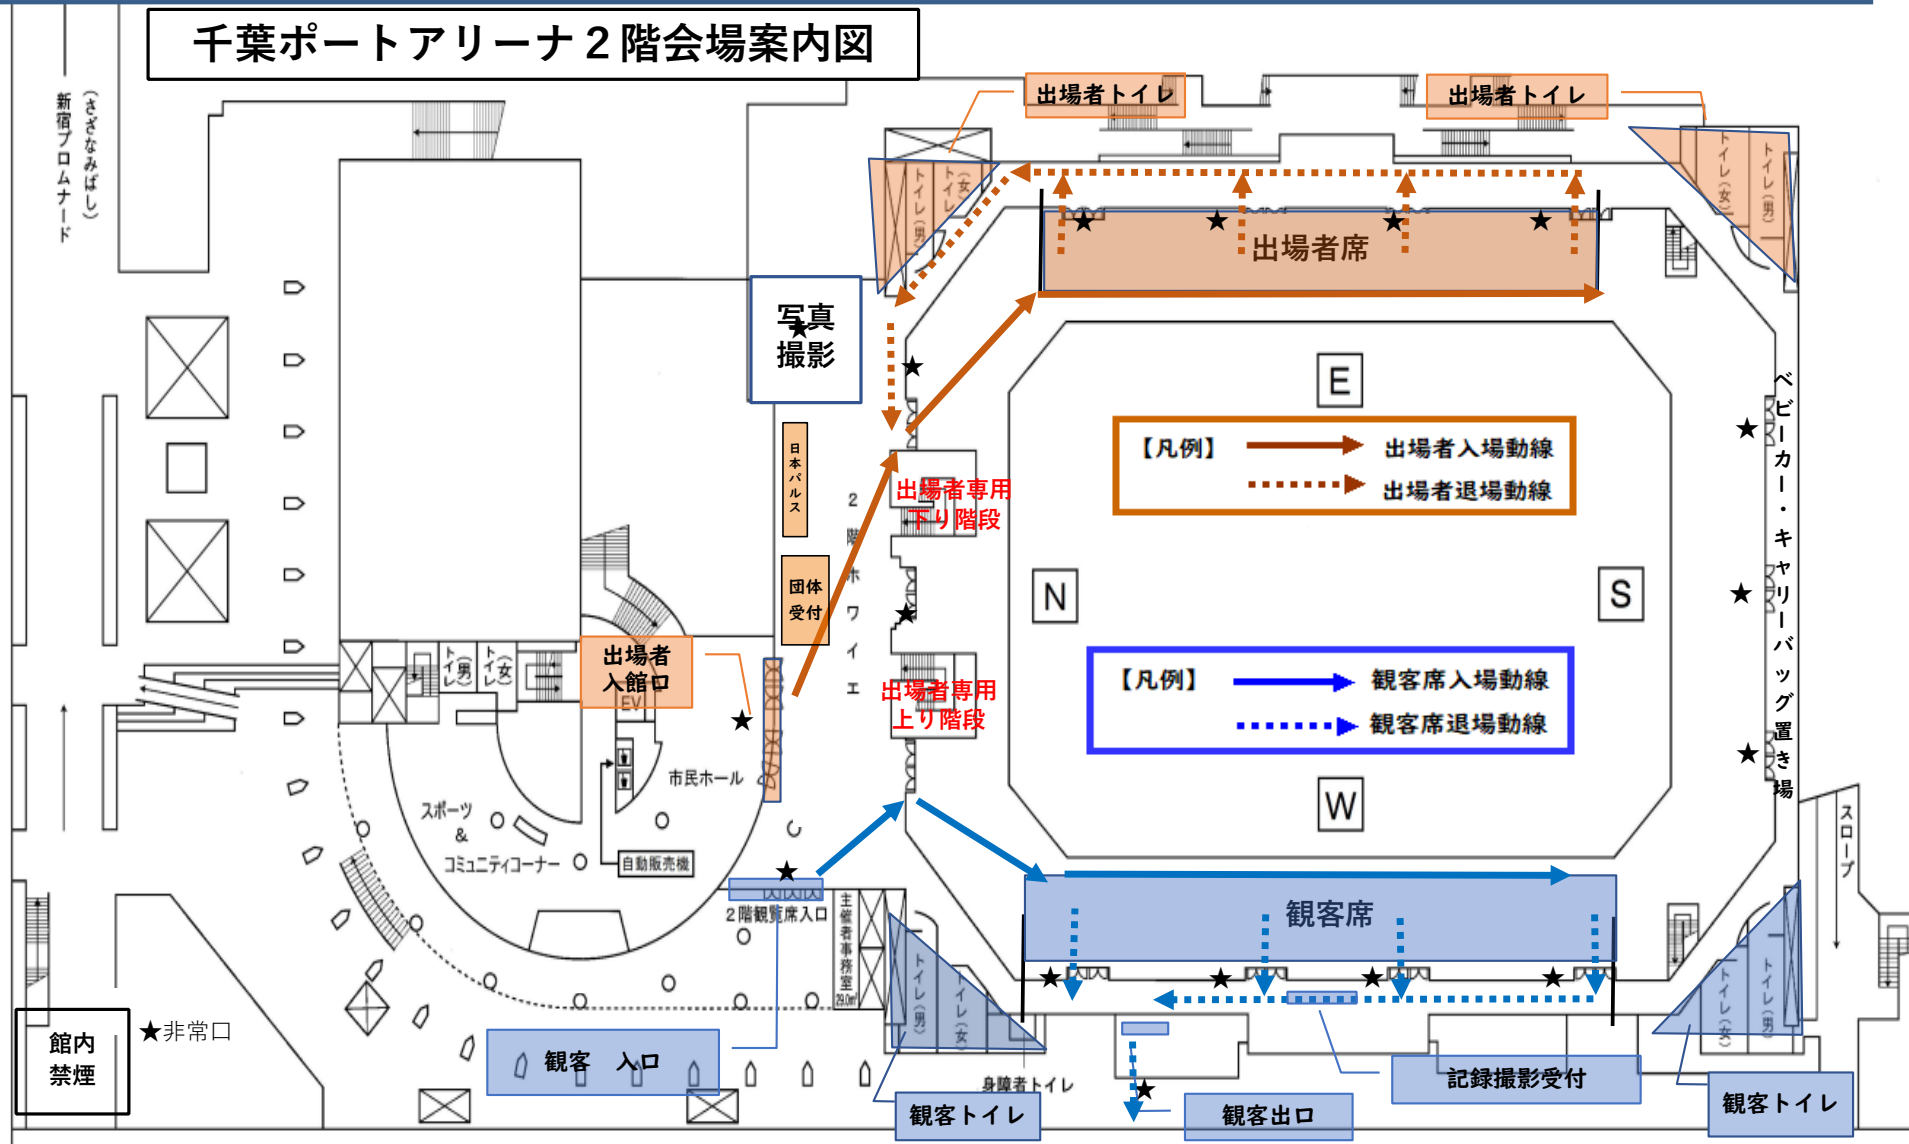 千葉ポートアリーナ２階会場案内図
（さざなみばし）
新宿プロムナード
出場者トイレ
出場者トイレ
トイレ（男）
トイレ（女）
トイレ（女）
トイレ（男）
出場者席
写真
撮影
E
【凡例】
出場者入場動線
出場者退場動線
日本パルス
２階ホワイエ
出場者専用
下り階段
団体
受付
N
S
ベビーカー・キャリーバッグ置き場
出場者
入館口
EV
トイレ（男）
トイレ（女）
出場者専用
上り階段
【凡例】
観客席入場動線
観客席退場動線
市民ホール
スポーツ
&
コミュニティコーナー
自動販売機
W
スロープ
２階観覧席入口
主催者事務室
29.0㎡
観客席
トイレ（男）
トイレ（女）
トイレ（女）
トイレ（男）
館内
禁煙
★非常口
観客　入口
身障者トイレ
観客トイレ
観客出口
記録撮影受付
観客トイレ